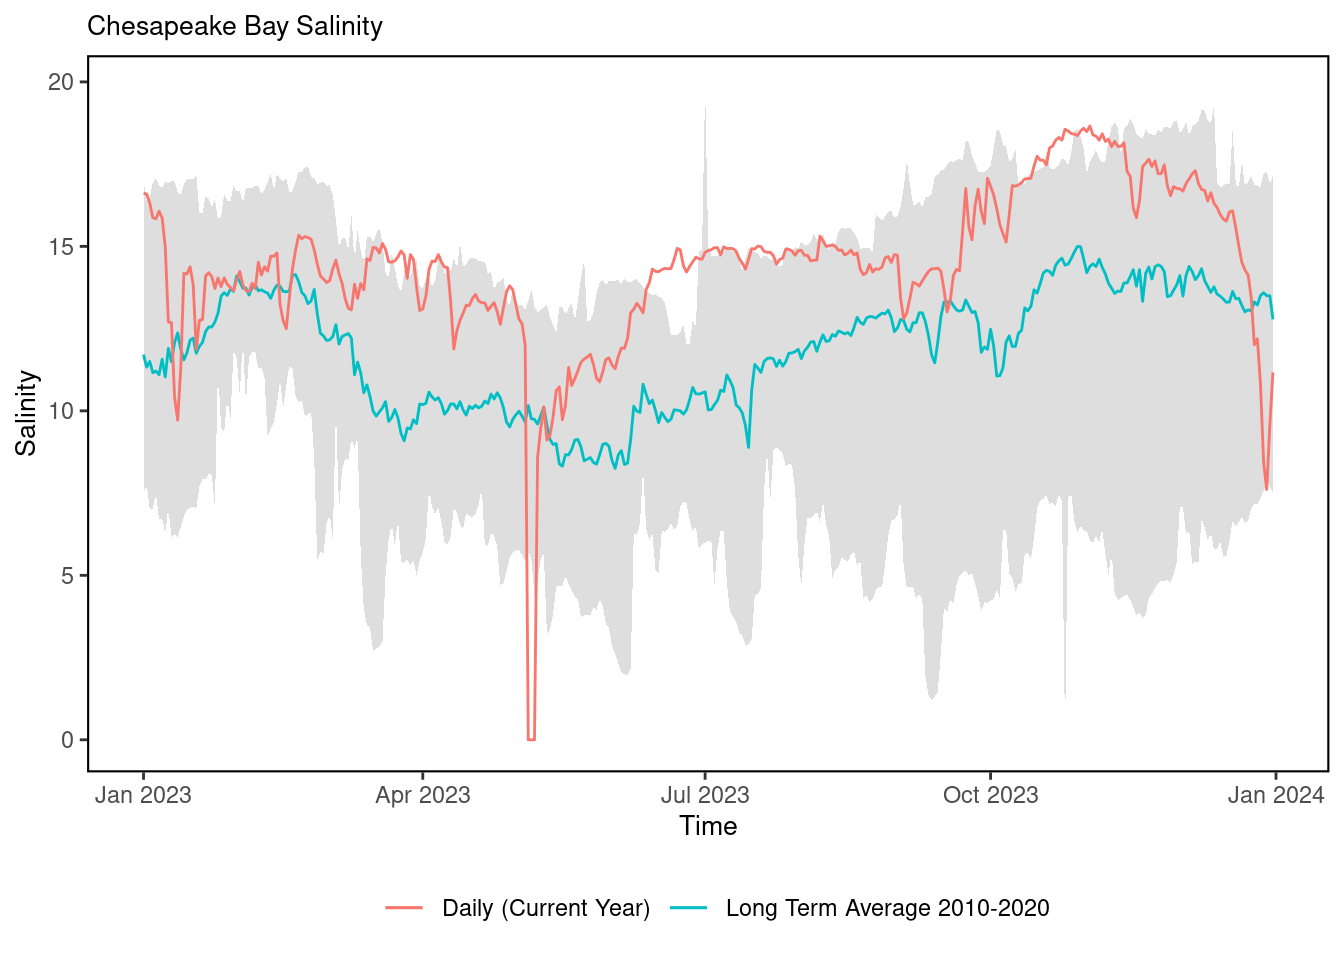 Chesapeake Bay Salinity
20
15
10
5
0
Salinity
Jan 2023 Apr 2023 Jul 2023 Oct 2023 Jan 2024
Time
Daily (Current Year) Long Term Average 2010-2020